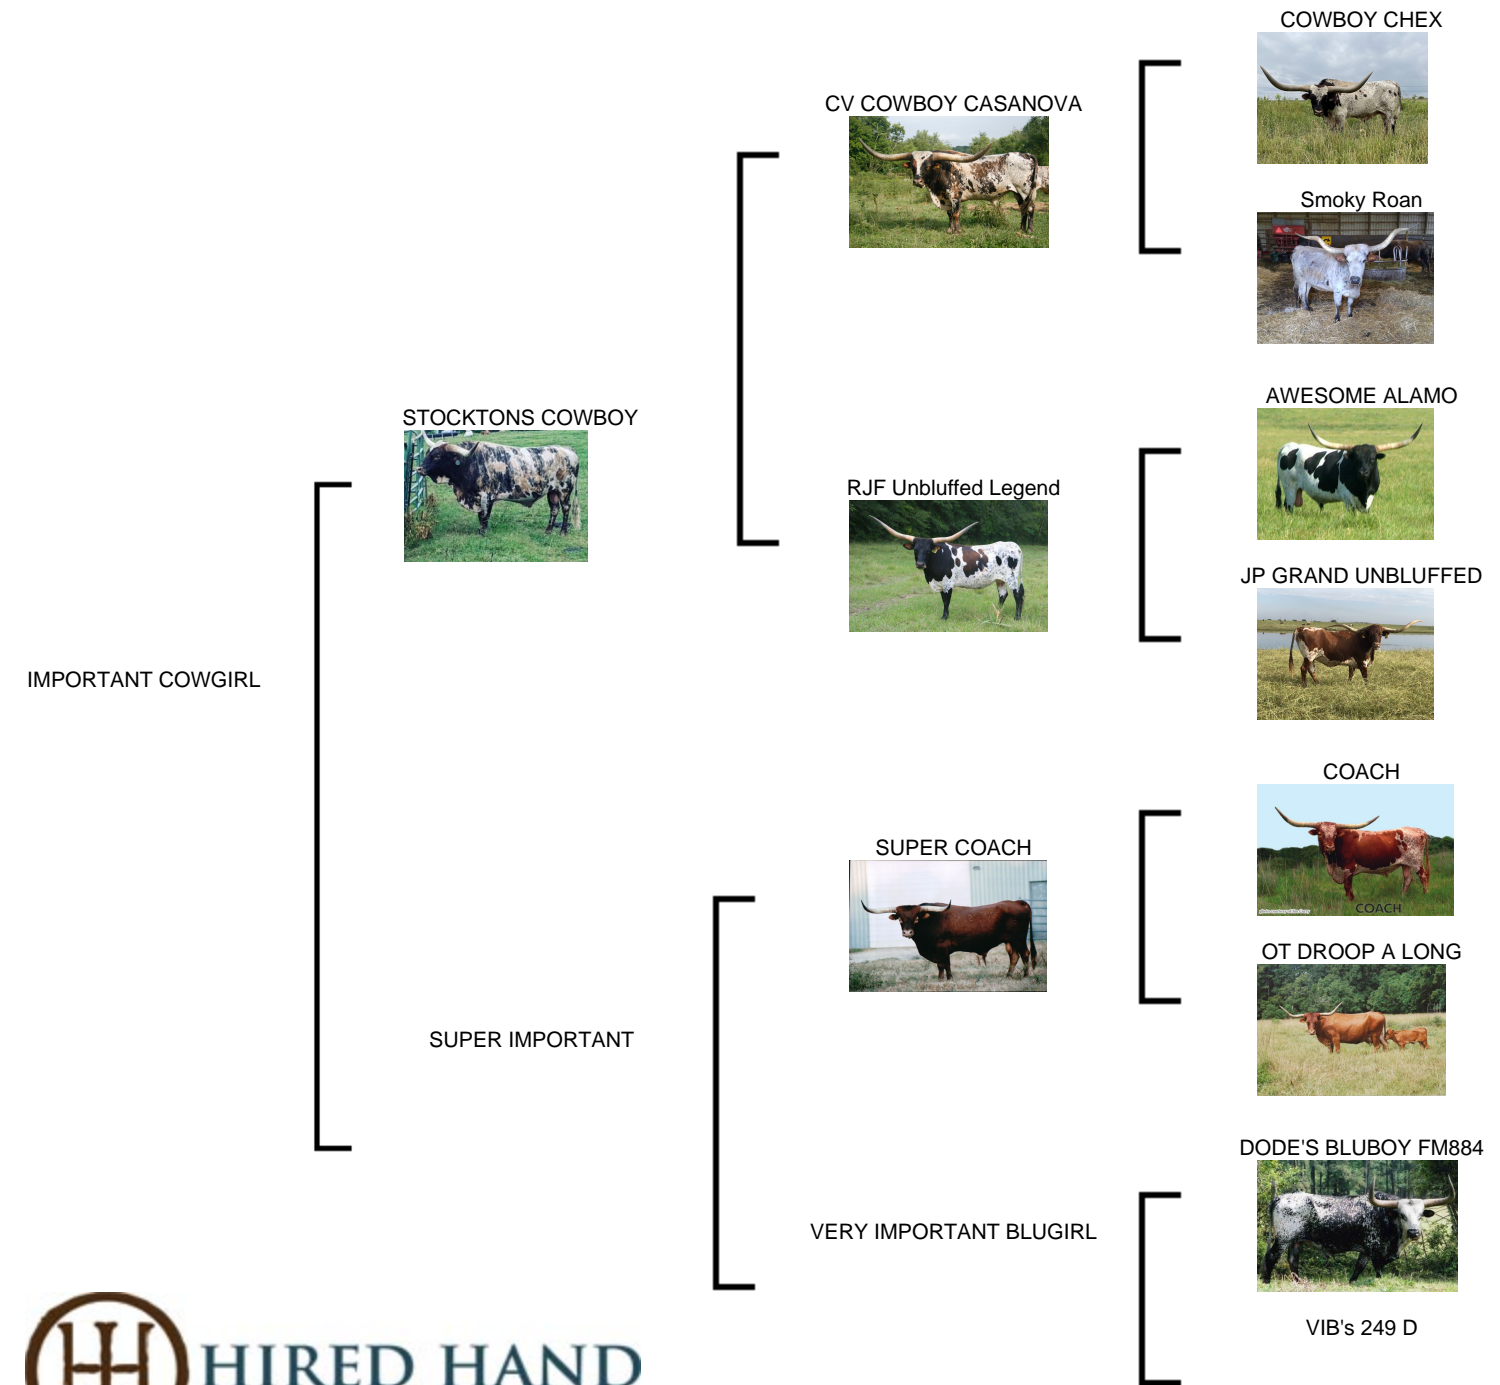 COWBOY CHEX
CV COWBOY CASANOVA
Smoky Roan
STOCKTONS COWBOY
AWESOME ALAMO
RJF Unbluffed Legend
JP GRAND UNBLUFFED
IMPORTANT COWGIRL
COACH
SUPER COACH
COACH
OT DROOP A LONG
SUPER IMPORTANT
DODE'S BLUBOY FM884
VERY IMPORTANT BLUGIRL
VIB's 249 D
HIRED HAND